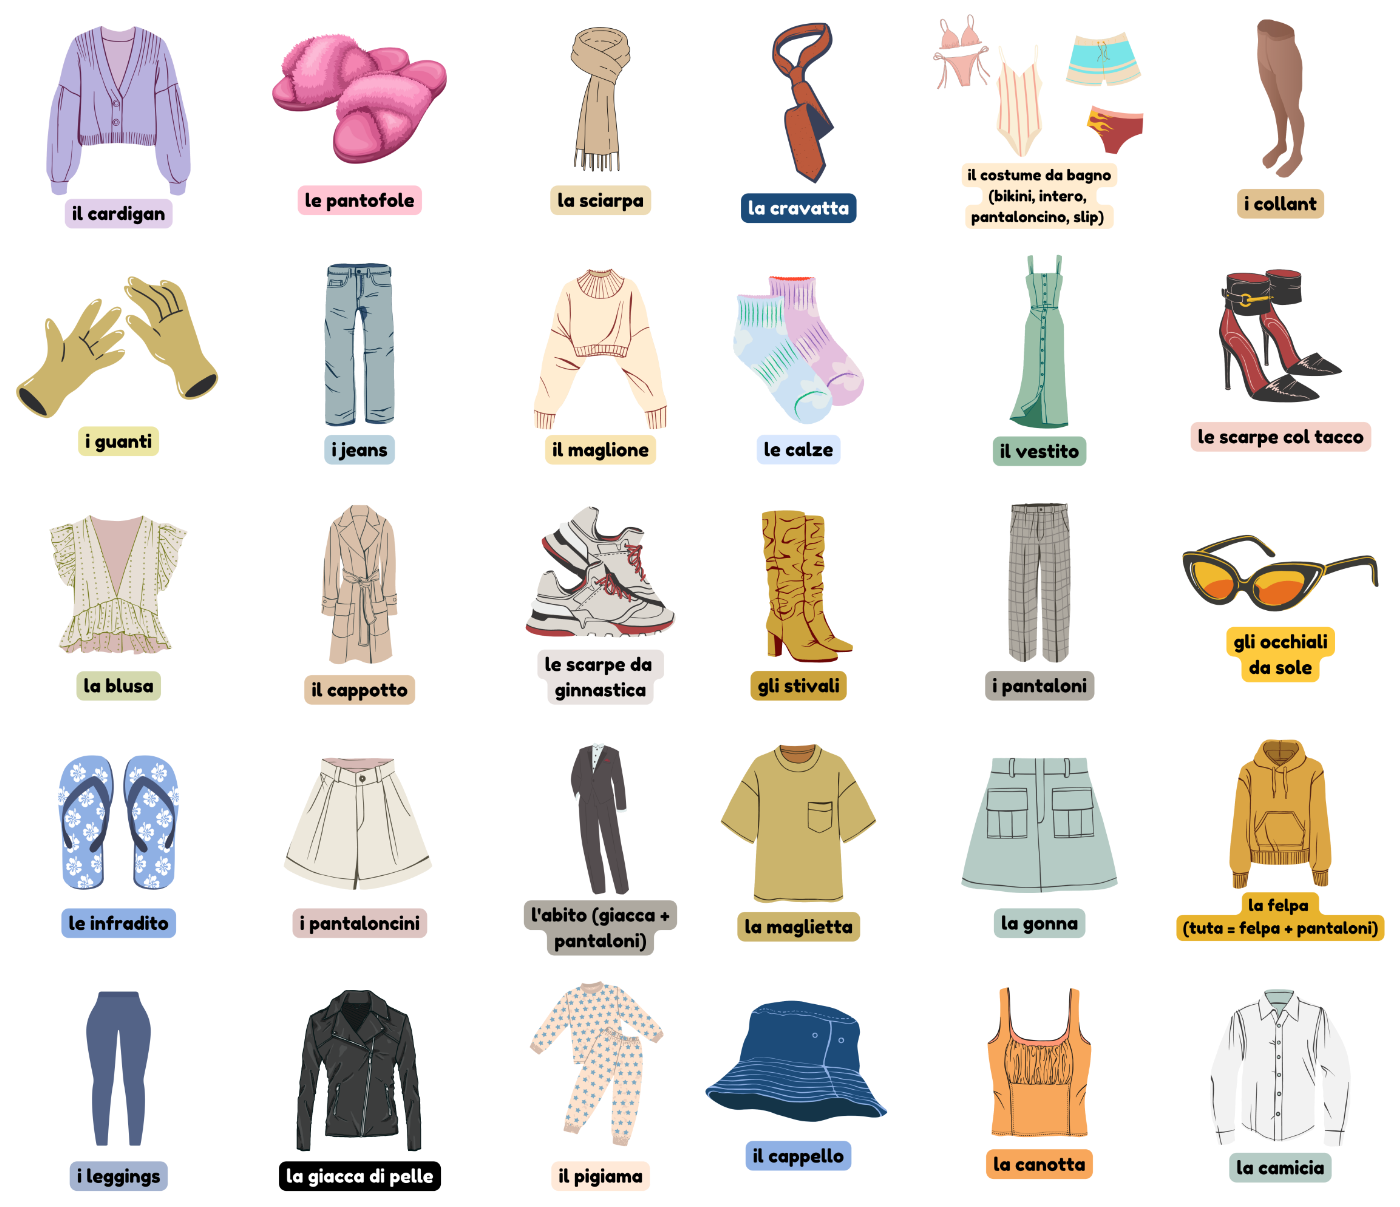 il cardigan
le pantofole
la sciarpa
la cravatta
il costume da bagno
(bikini, intero,
pantaloncino, slip)
i collant
i guanti
i jeans
il maglione
le calze
il vestito
le scarpe col tacco
la blusa
il cappotto
le scarpe da
ginnastica
gli stivali
i pantaloni
gli occhiali
da sole
le infradito
i pantaloncini
l'abito (giacca +
pantaloni)
la maglietta
la gonna
la felpa
(tuta = felpa + pantaloni)
i leggings
la giacca di pelle
il pigiama
il cappello
la canotta
la camicia